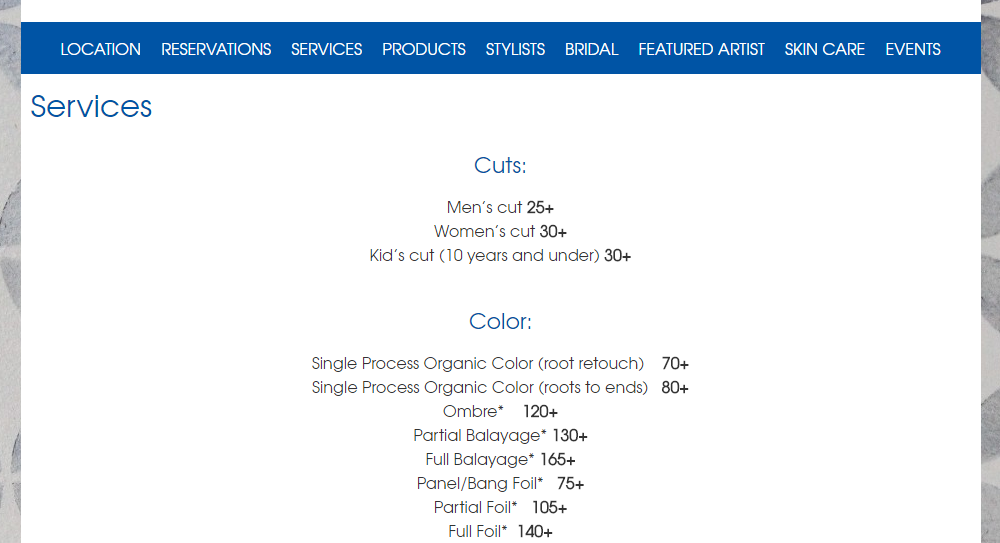 LOCATION RESERVATIONS SERVICES PRODUCTS STYLISTS BRIDAL FEATURED ARTIST SKIN CARE EVENTS
Services
Cuts:
Men's cut 25+
Women's cut 30+
Kid's cut (10 years and under) 30+
Color:
Single Process Organic Color (root retouch) 70+
Single Process Organic Color (roots to ends) 80+
Ombre* 120+
Partial Balayage* 130+
Full Balayage* 165+
Panel/Bang Foil* 75+
Partial Foil* 105+
Full Foil* 140+